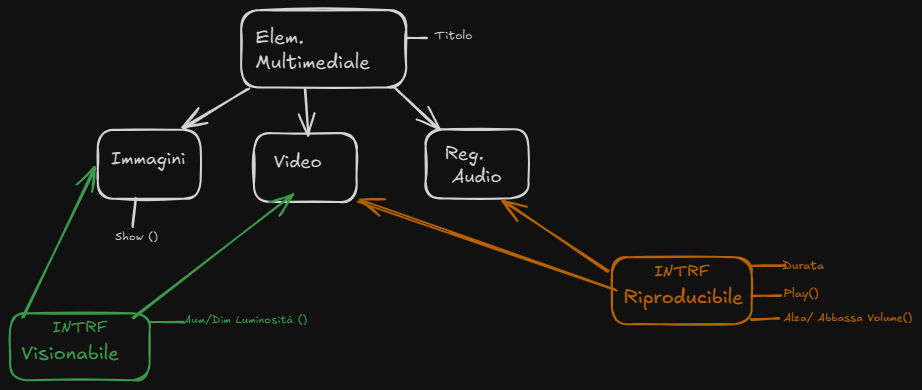 Elem.
Multimediale
Titolo
Immagini
Video
Reg.
Audio
Show ()
INTRF
Visionabile
Aum/Dim Luminosità ()
INTRF
Riproducibile
Durata
Play()
Alza/ Abbassa Volume()